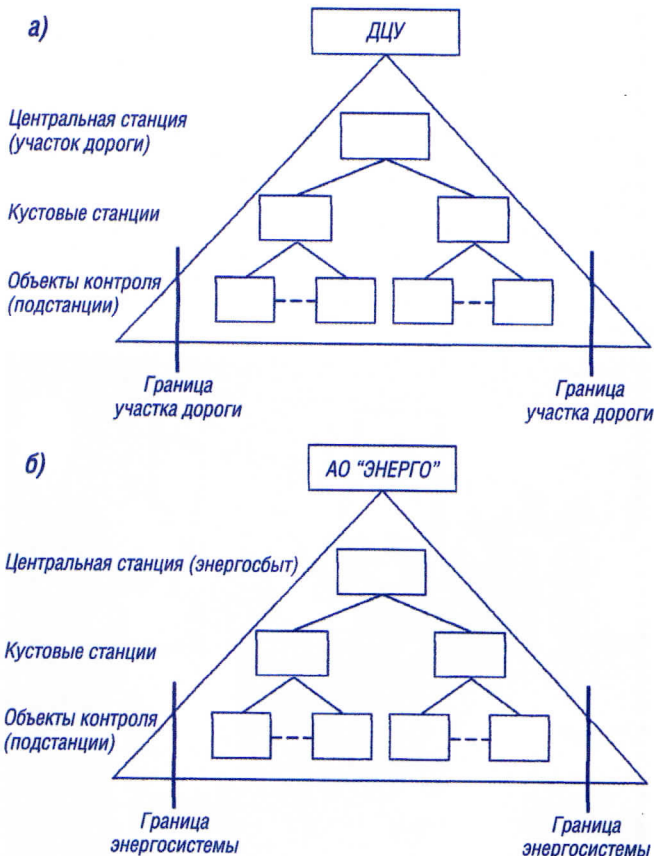 а)
ДЦУ
Центральная станция
(участок дороги)
Кустовые станции
Объекты контроля
(подстанции)
Граница
участка дороги
Граница
участка дороги
б)
АО "ЭНЕРГО"
Центральная станция (энергосбыт)
Кустовые станции
Объекты контроля
(подстанции)
Граница
энергосистемы
Граница
энергосистемы